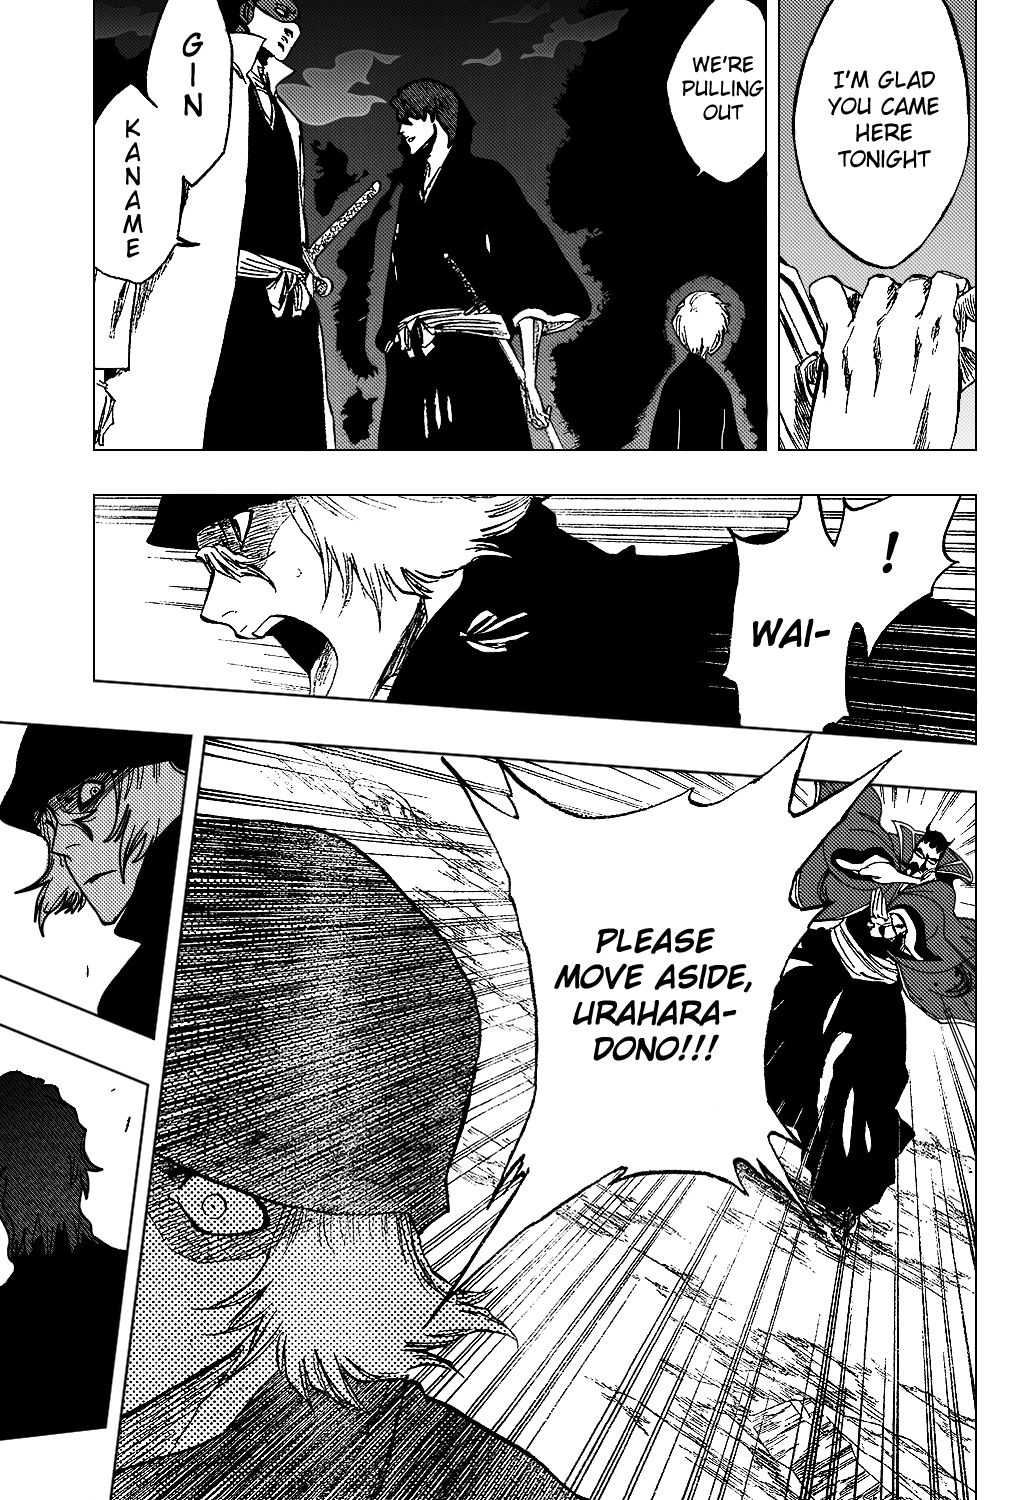 I'M GLAD
YOU CAME
HERE
TONIGHT
WE'RE
PULLING
OUT
GIN
KANAME
!
WAI-
PLEASE
MOVE ASIDE,
URAHARA-
DONO!!!